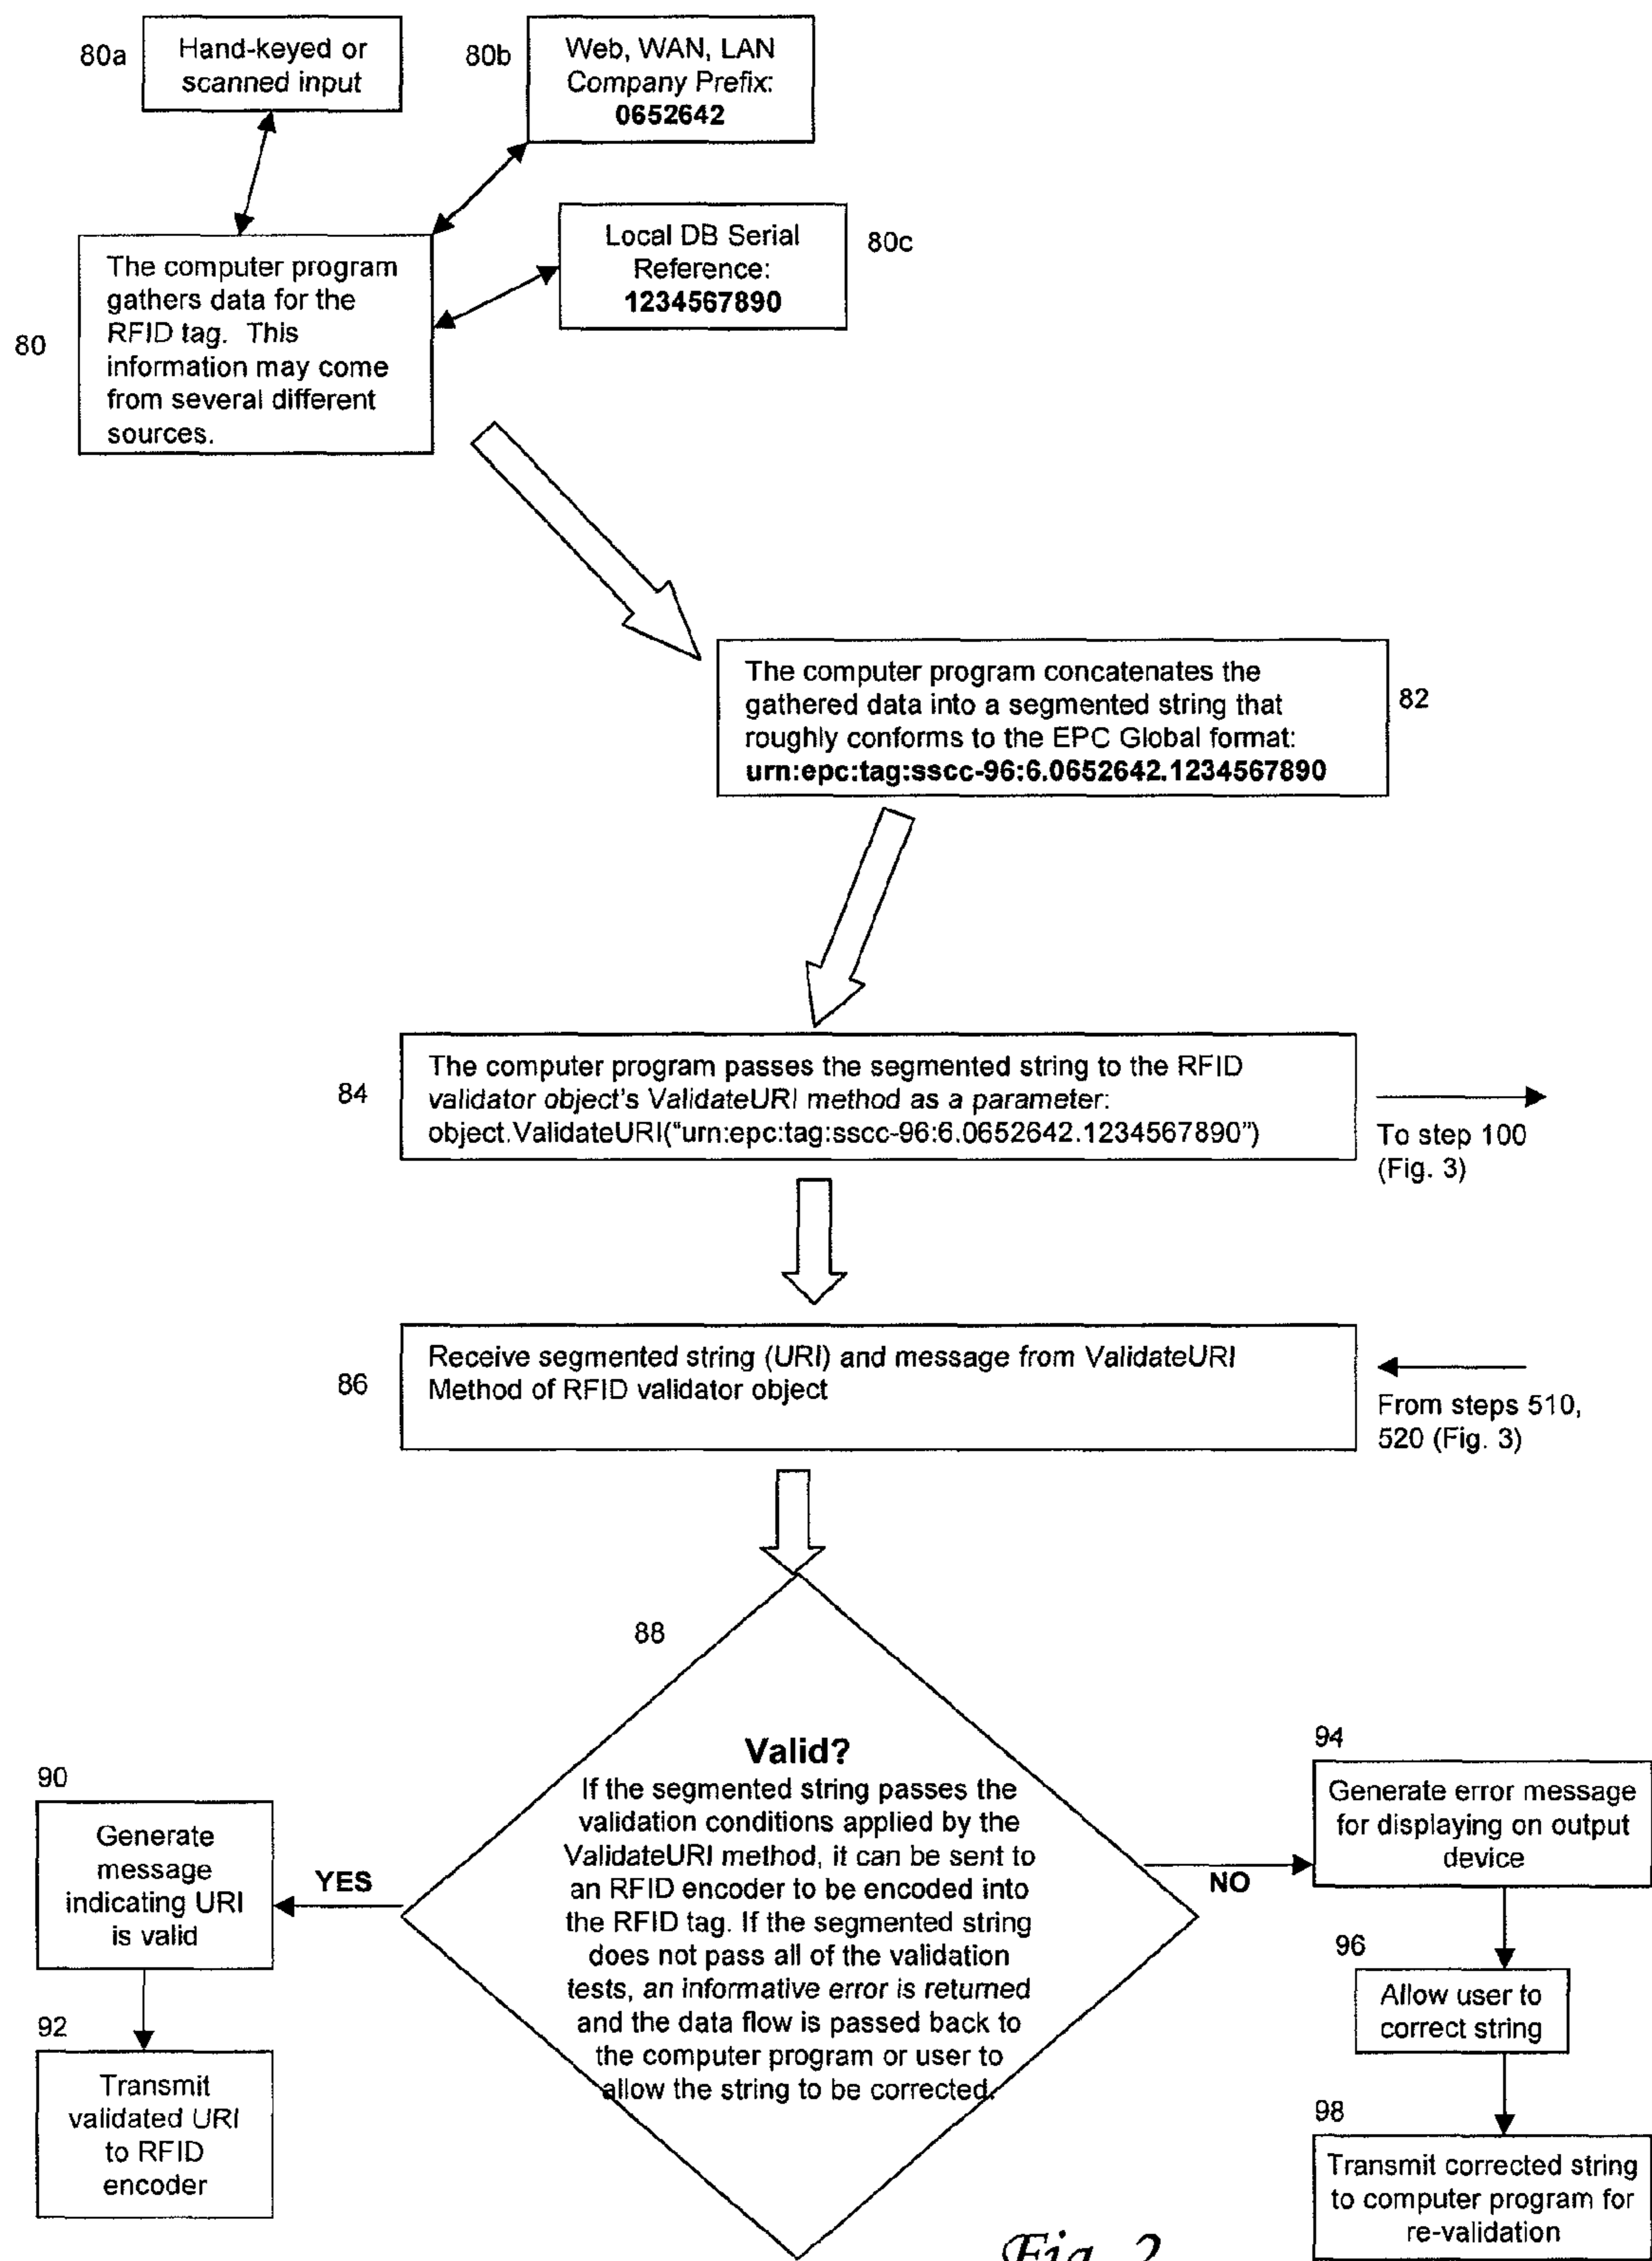 80a
Hand-keyed or
scanned input
80b
Web, WAN, LAN
Company Prefix:
0652642
Local DB Serial
Reference:
1234567890
80c
80
The computer program
gathers data for the
RFID tag. This
information may come
from several different
sources.
The computer program concatenates the
gathered data into a segmented string that
roughly conforms to the EPC Global format:
urn:epc:tag:sscc-96:6.0652642.1234567890
82
84
The computer program passes the segmented string to the RFID
validator object's ValidateURI method as a parameter:
object.ValidateURI("urn:epc:tag:sscc-96:6.0652642.1234567890")
To step 100
(Fig. 3)
86
Receive segmented string (URI) and message from ValidateURI
Method of RFID validator object
From steps 510,
520 (Fig. 3)
88
Valid?
If the segmented string passes the
validation conditions applied by the
ValidateURI method, it can be sent to
an RFID encoder to be encoded into
the RFID tag. If the segmented string
does not pass all of the validation
tests, an informative error is returned
and the data flow is passed back to
the computer program or user to
allow the string to be corrected.
YES
90
Generate
message
indicating URI
is valid
92
Transmit
validated URI
to RFID
encoder
NO
94
Generate error message
for displaying on output
device
96
Allow user to
correct string
98
Transmit corrected string
to computer program for
re-validation
Fig. 2